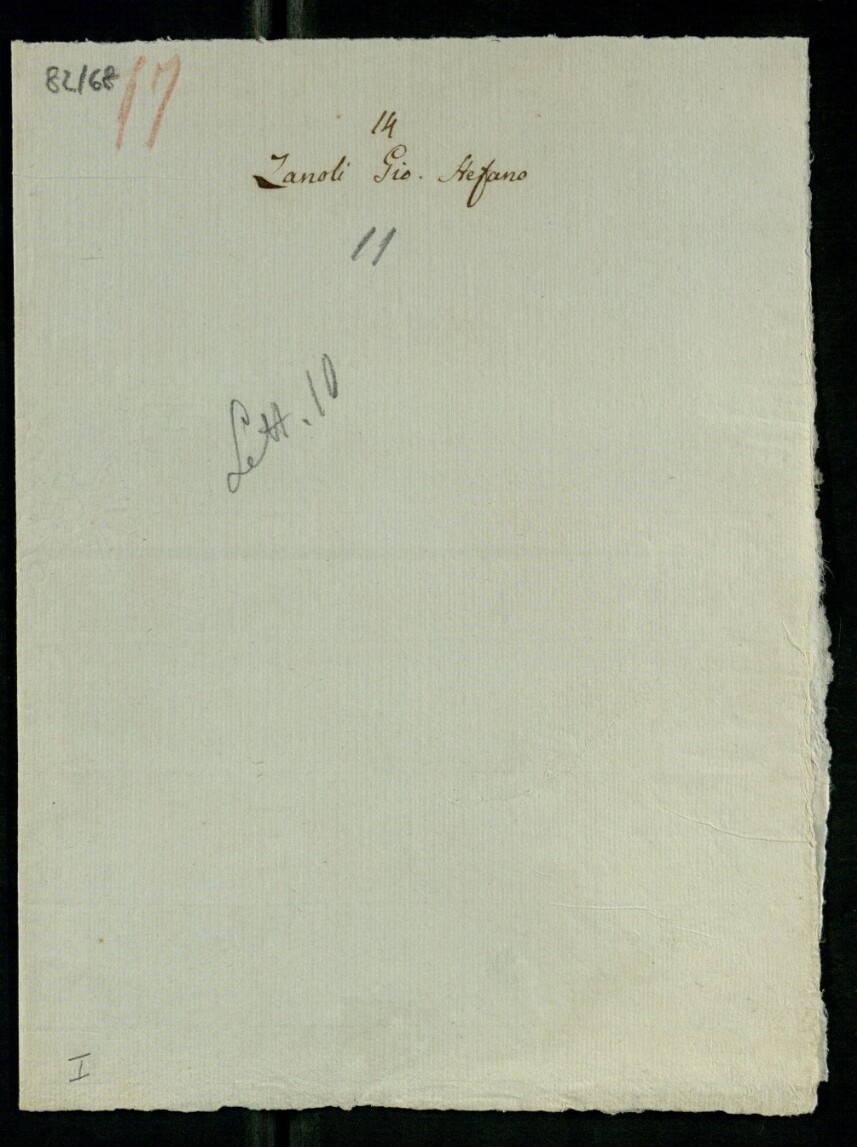 82/68
17
14
Zanoli Gio. Stefano
11
Lett. 10
I